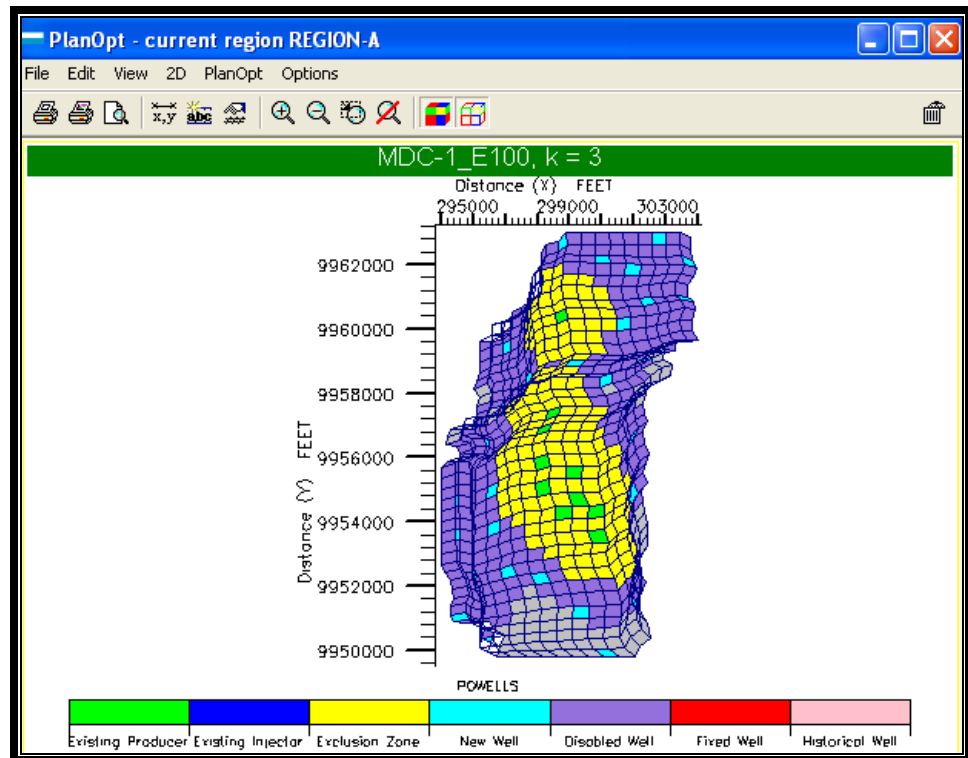 PlanOpt - current region REGION-A
File Edit View 2D PlanOpt Options
x,y abc
MDC-1_E100, k = 3
Distance (X) FEET
295000 299000 303000
9962000
9960000
9958000
9956000
9954000
9952000
9950000
Distance (Y) FEET
POWELLS
Existing Producer Existing Injector Exclusion Zone New Well Disabled Well Fixed Well Historical Well